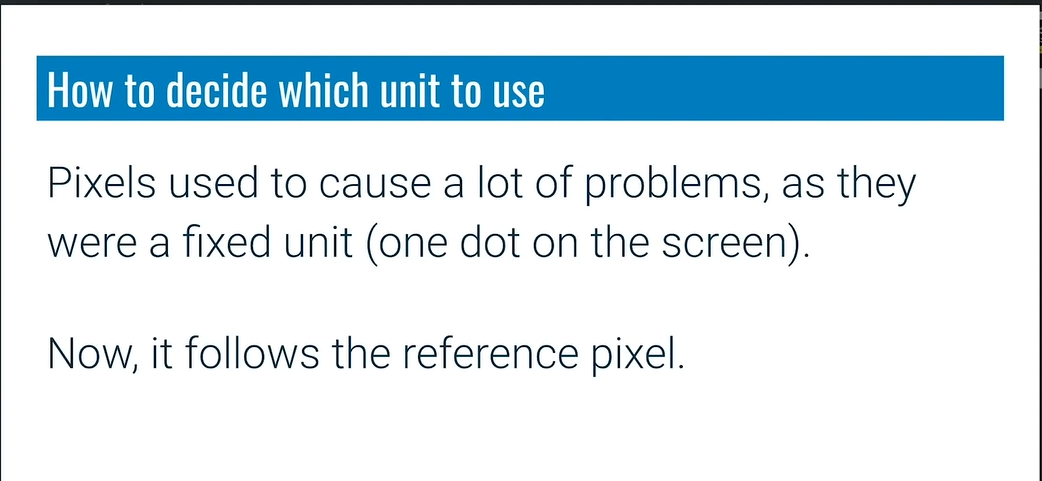 How to decide which unit to use
Pixels used to cause a lot of problems, as they
were a fixed unit (one dot on the screen).
Now, it follows the reference pixel.